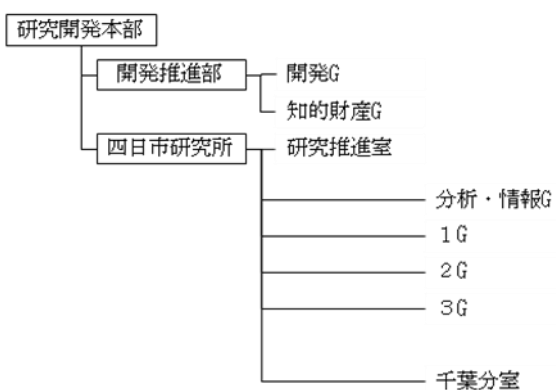 研究開発本部
開発推進部
開発G
知的財産G
四日市研究所
研究推進室
分析・情報G
１G
２G
３G
千葉分室